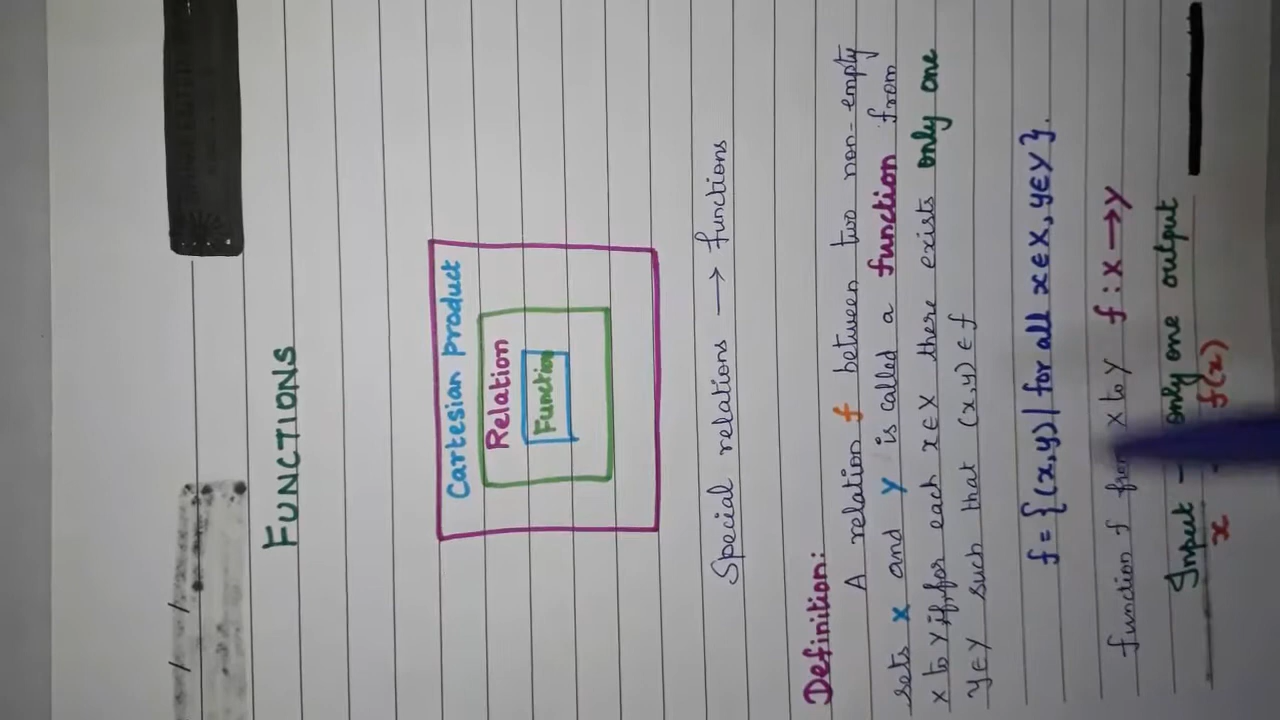 FUNCTIONS
Cartesian product
Relation
Function
Special relations → functions
Definition:
A relation f between two non-empty
sets X and Y is called a function from
X to Y if, for each x∈X there exists only one
y∈Y such that (x,y) ∈ f
f = {(x,y)| for all x∈X, y∈Y}.
function f from X to Y f : X → Y
Input - only one output
x - f(x)